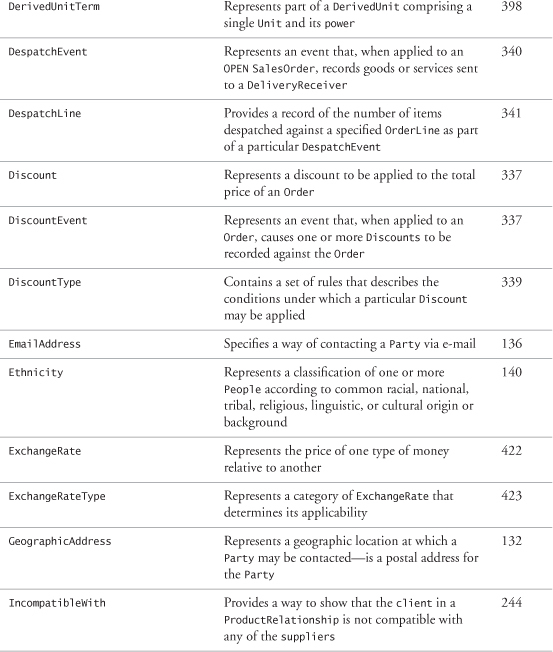 DerivedUnitTerm Represents part of a DerivedUnit comprising a 398
single Unit and its power
DespatchEvent Represents an event that, when applied to an 340
OPEN SalesOrder, records goods or services sent
to a DeliveryReceiver
DespatchLine Provides a record of the number of items 341
despatched against a specified OrderLine as part
of a particular DespatchEvent
Discount Represents a discount to be applied to the total 337
price of an Order
DiscountEvent Represents an event that, when applied to an 337
Order, causes one or more Discounts to be
recorded against the Order
DiscountType Contains a set of rules that describes the 339
conditions under which a particular Discount
may be applied
EmailAddress Specifies a way of contacting a Party via e-mail 136
Ethnicity Represents a classification of one or more 140
People according to common racial, national,
tribal, religious, linguistic, or cultural origin or
background
ExchangeRate Represents the price of one type of money 422
relative to another
ExchangeRateType Represents a category of ExchangeRate that 423
determines its applicability
GeographicAddress Represents a geographic location at which a 132
Party may be contacted—is a postal address for
the Party
IncompatibleWith Provides a way to show that the client in a 244
ProductRelationship is not compatible with
any of the suppliers